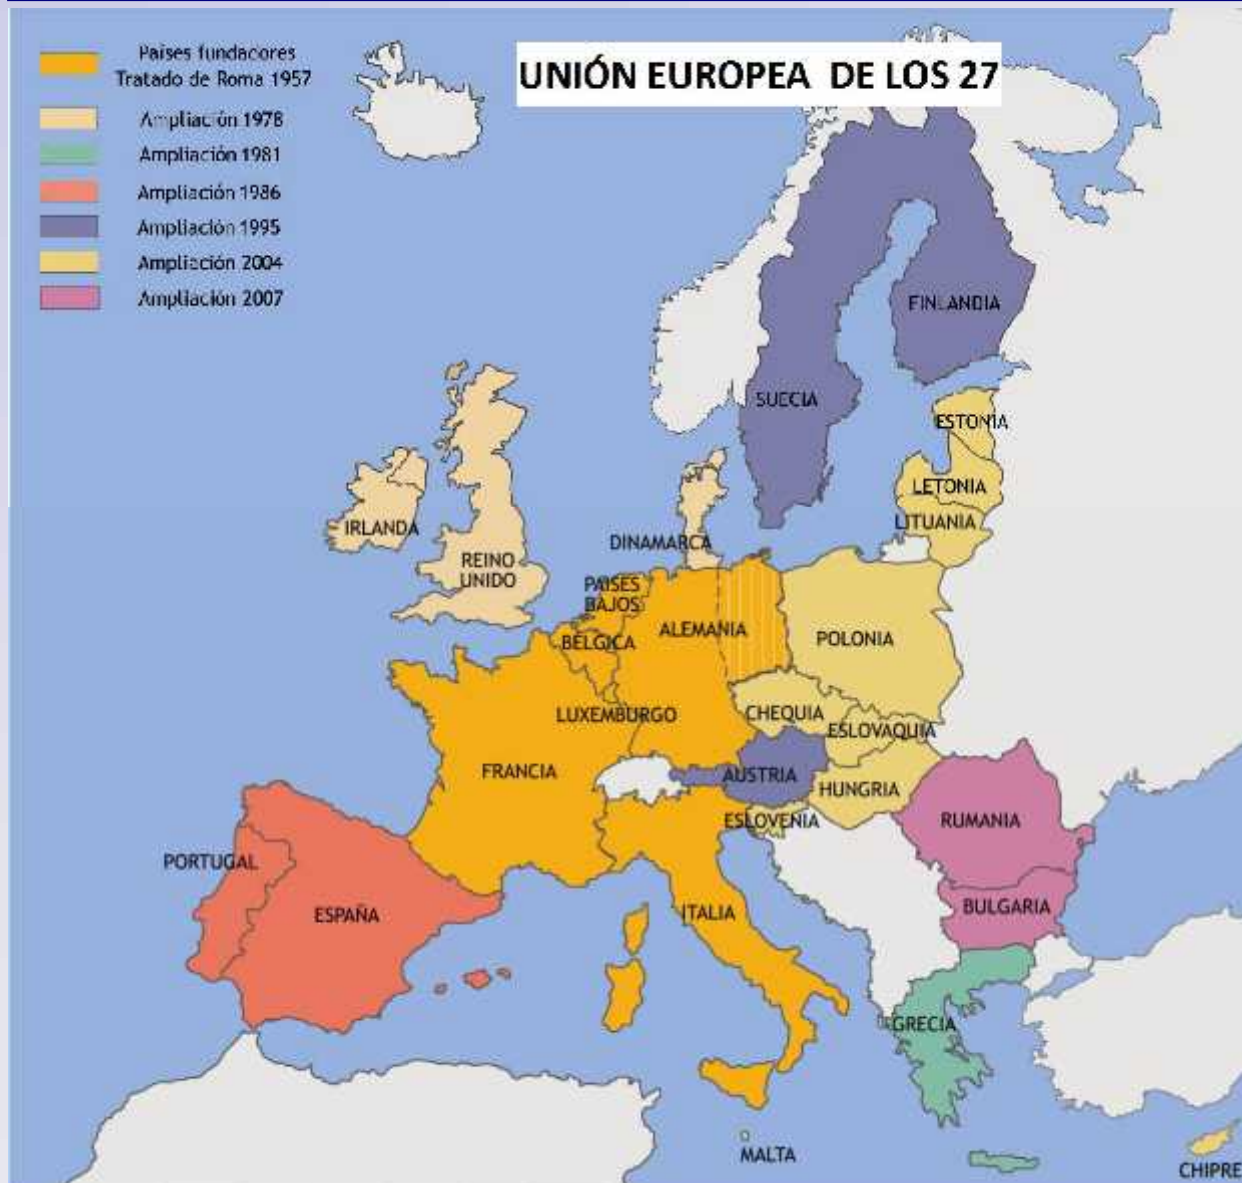 Países fundacores
Tratado de Roma 1957
Ampliación 1978
Ampliación 1981
Ampliación 1986
Ampliación 1995
Ampliación 2004
Ampliación 2007
UNIÓN EUROPEA DE LOS 27
FINLANDIA
SUECIA
ESTONIA
LETONIA
LITUANIA
IRLANDA
REINO
UNIDO
DINAMARCA
PAISES
BAJOS
BÉLGICA
ALEMANIA
POLONIA
LUXEMBURGO
CHEQUIA
ESLOVAQUIA
FRANCIA
AUSTRIA
HUNGRIA
ESLOVENIA
RUMANIA
PORTUGAL
ESPAÑA
ITALIA
BULGARIA
GRECIA
MALTA
CHIPRE